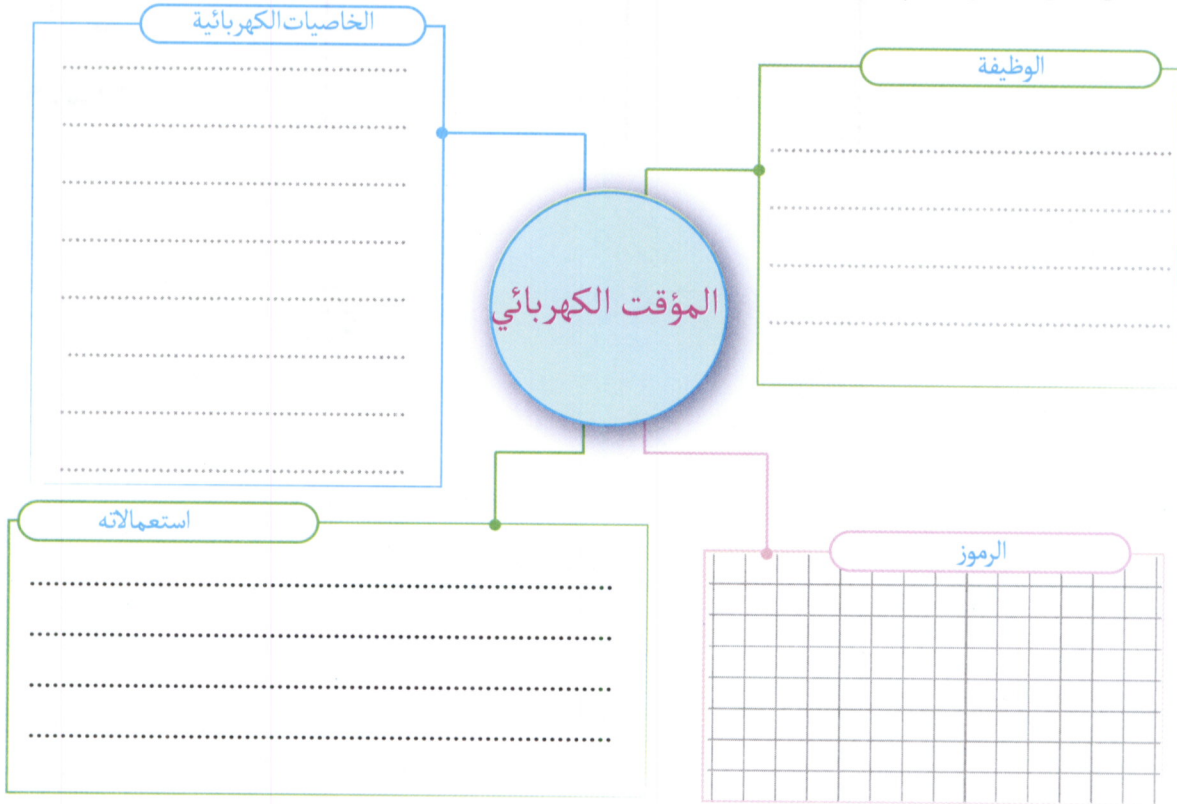 الخاصيات الكهربائية
الوظيفة
المؤقت الكهربائي
استعمالاته
الرموز